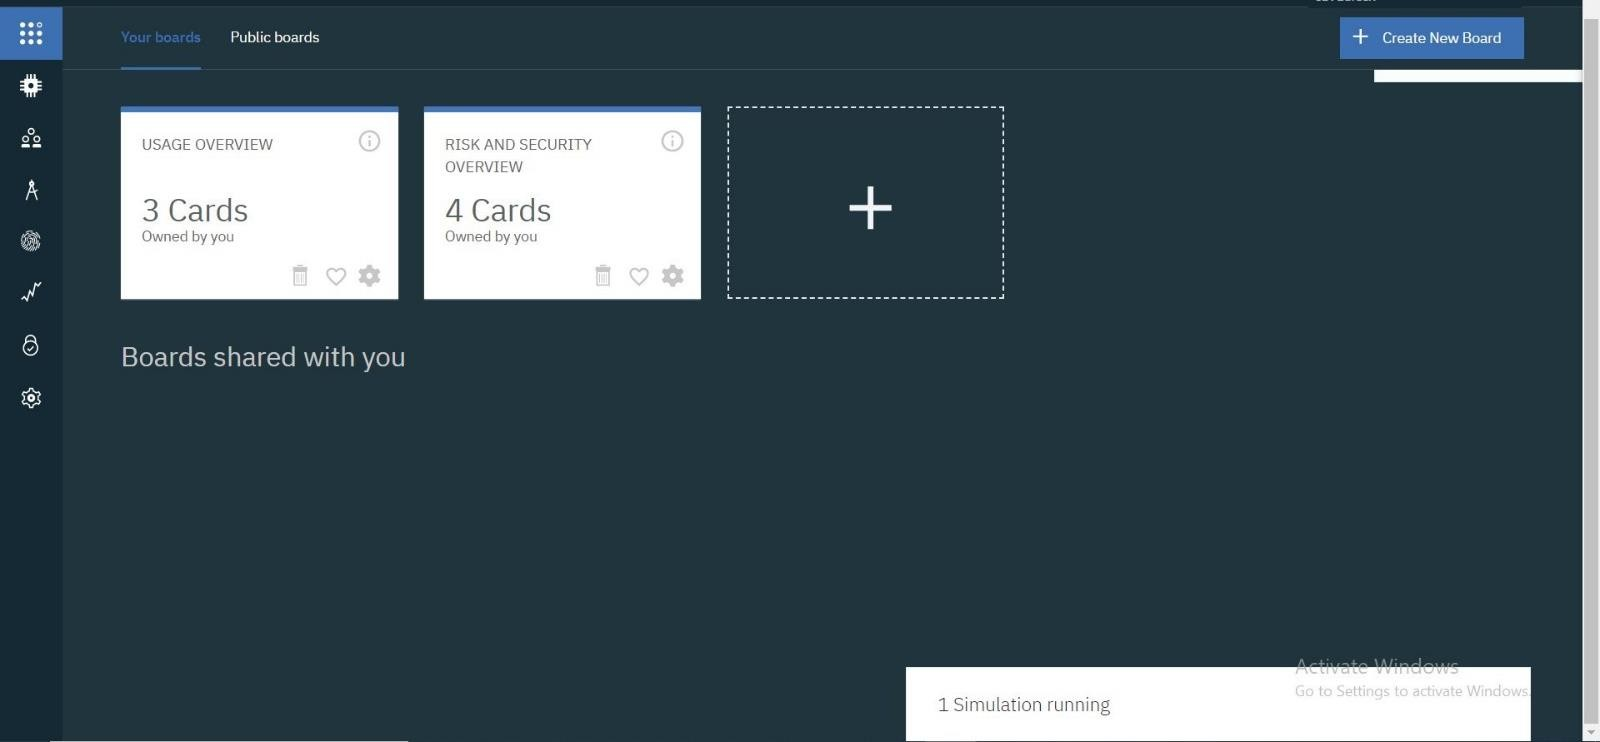 Your boards
Public boards
Create New Board
USAGE OVERVIEW
3 Cards
Owned by you
RISK AND SECURITY
OVERVIEW
4 Cards
Owned by you
Boards shared with you
Activate Windows
Go to Settings to activate Windows.
1 Simulation running